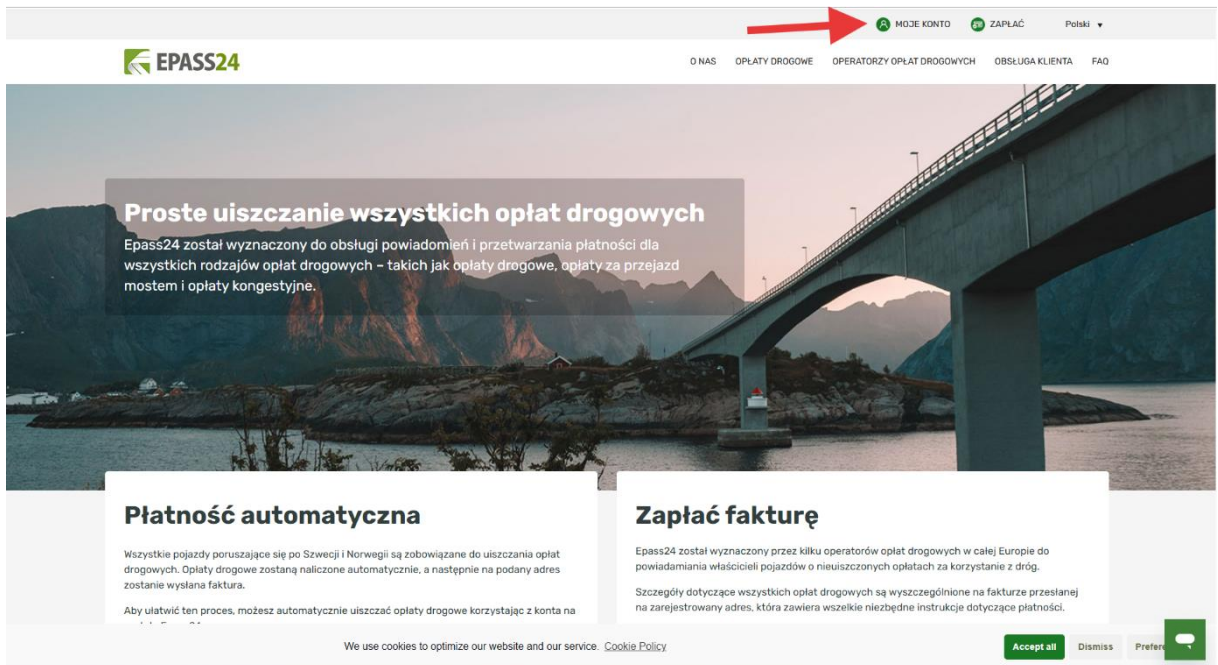 MOJE KONTO ZAPŁAĆ Polski
EPASS24 O NAS OPŁATY DROGOWE OPERATORZY OPŁAT DROGOWYCH OBSŁUGA KLIENTA FAQ
Proste uiszczanie wszystkich opłat drogowych
Epass24 został wyznaczony do obsługi powiadomień i przetwarzania płatności dla
wszystkich rodzajów opłat drogowych – takich jak opłaty drogowe, opłaty za przejazd
mostem i opłaty kongestyjne.
Płatność automatyczna
Wszystkie pojazdy poruszające się po Szwecji i Norwegii są zobowiązane do uiszczania opłat
drogowych. Opłaty drogowe zostaną naliczone automatycznie, a następnie na podany adres
zostanie wysłana faktura.
Aby ułatwić ten proces, możesz automatycznie uiszczać opłaty drogowe korzystając z konta na
Zapłać fakturę
Epass24 został wyznaczony przez kilku operatorów opłat drogowych w całej Europie do
powiadamiania właścicieli pojazdów o nieuiszczonych opłatach za korzystanie z dróg.
Szczegóły dotyczące wszystkich opłat drogowych są wyszczególnione na fakturze przesłanej
na zarejestrowany adres, która zawiera wszelkie niezbędne instrukcje dotyczące płatności.
We use cookies to optimize our website and our service. Cookie Policy
Accept all Dismiss